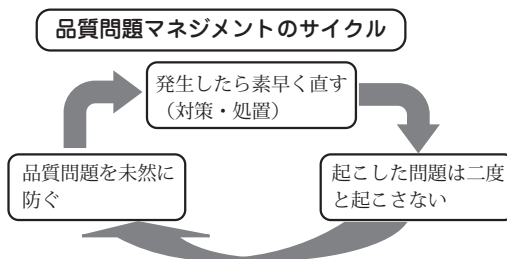 品質問題マネジメントのサイクル
発生したら素早く直す
（対策・処置）
起こした問題は二度
と起こさない
品質問題を未然に
防ぐ